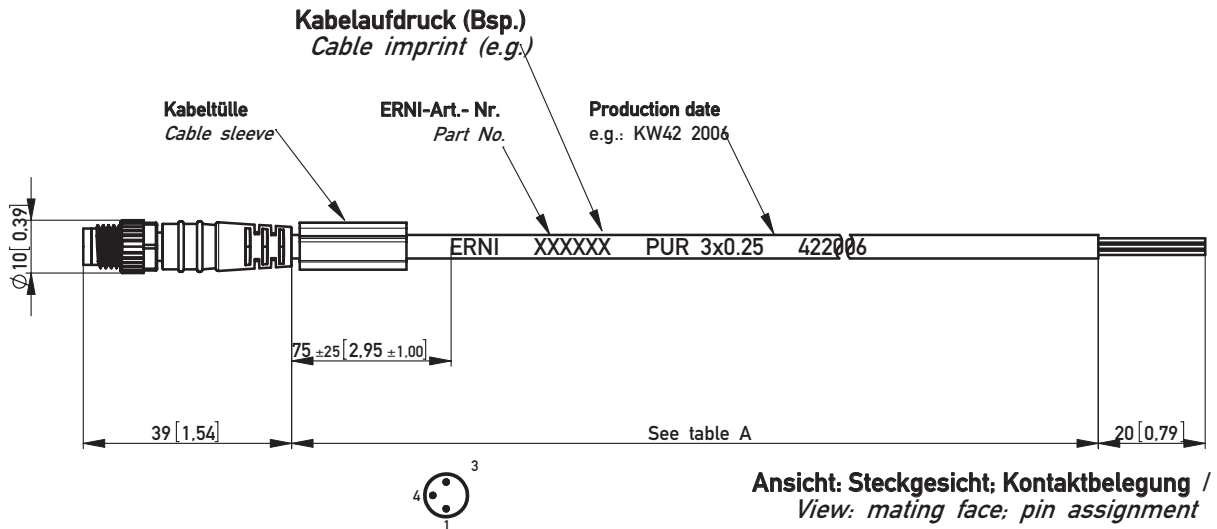 Kabelaufdruck (Bsp.)
Cable imprint (e.g.)
Kabeltülle
Cable sleeve
ERNI-Art.- Nr.
Part No.
Production date
e.g.: KW42 2006
ERNI XXXXXX PUR 3x0.25 422006
Ø10[0.39]
75 ±25[2,95 ±1,00]
39[1,54]
See table A
20[0,79]
3
4
1
Ansicht: Steckgesicht; Kontaktbelegung /
View: mating face; pin assignment